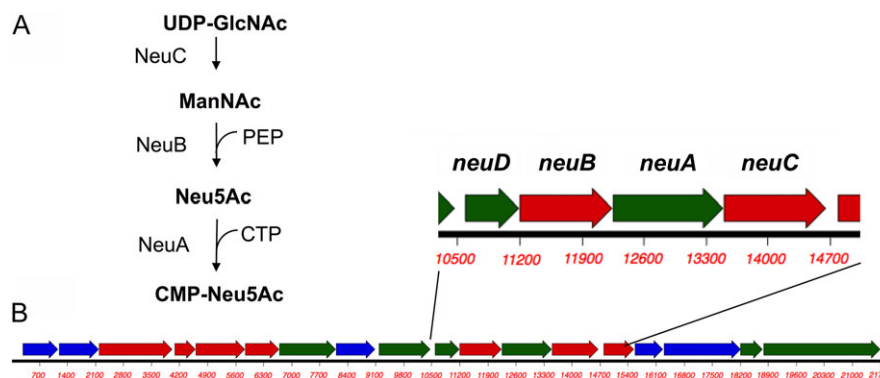 A
UDP-GlcNAc
NeuC
ManNAc
NeuB PEP
Neu5Ac
NeuA CTP
CMP-Neu5Ac
neuD neuB neuA neuC
10500 11200 11900 12600 13300 14000 14700
B
700 1400 2100 2800 3500 4200 4900 5600 6300 7000 7700 8400 9100 9800 10500 11200 11900 12600 13300 14000 14700 15400 16100 16800 17500 18200 18900 19600 20300 21000 217